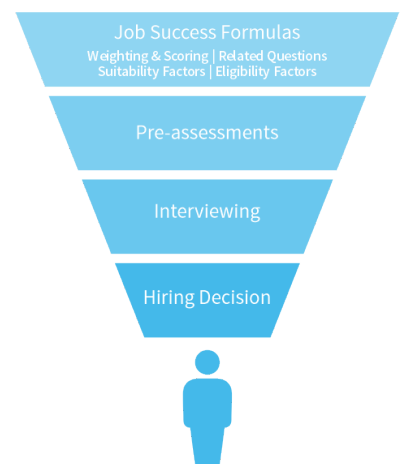 Job Success Formulas
Weighting & Scoring | Related Questions
Suitability Factors | Eligibility Factors
Pre-assessments
Interviewing
Hiring Decision